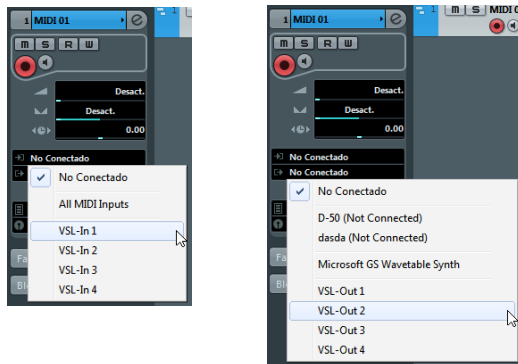 1 MIDI 01
m S R W
Desact.
Desact.
0.00
No Conectado
No Conectado
All MIDI Inputs
VSL-In 1
VSL-In 2
VSL-In 3
VSL-In 4
Fa
Bl
1
1 MIDI 01
m S R W
Desact.
Desact.
0.00
No Conectado
No Conectado
No Conectado
D-50 (Not Connected)
dasda (Not Connected)
Microsoft GS Wavetable Synth
VSL-Out 1
VSL-Out 2
VSL-Out 3
VSL-Out 4
Fa
Bl
1 m S MIDI